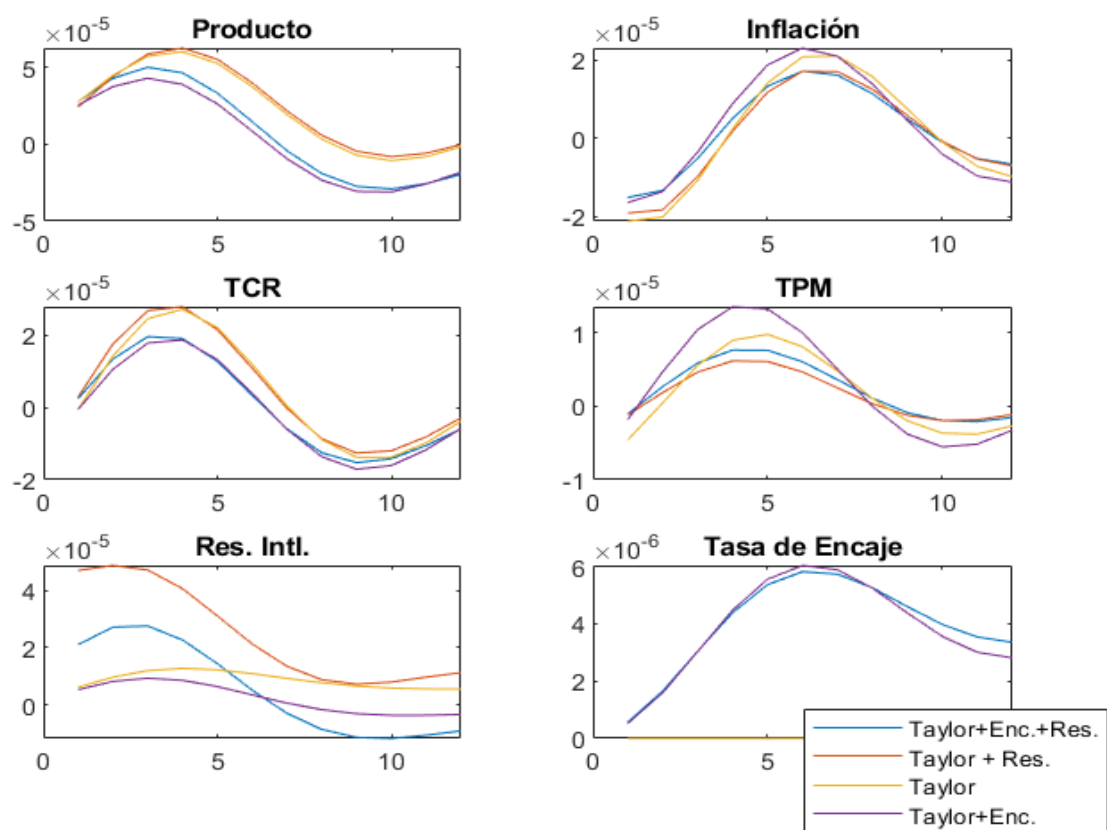 ×10⁻⁵ Producto
5
0
-5
0 5 10
×10⁻⁵ Inflación
2
0
-2
0 5 10
×10⁻⁵ TCR
2
0
-2
0 5 10
×10⁻⁵ TPM
1
0
-1
0 5 10
×10⁻⁵ Res. Intl.
4
2
0
0 5 10
×10⁻⁶ Tasa de Encaje
6
4
2
0
0 5
Taylor+Enc.+Res.
Taylor + Res.
Taylor
Taylor+Enc.